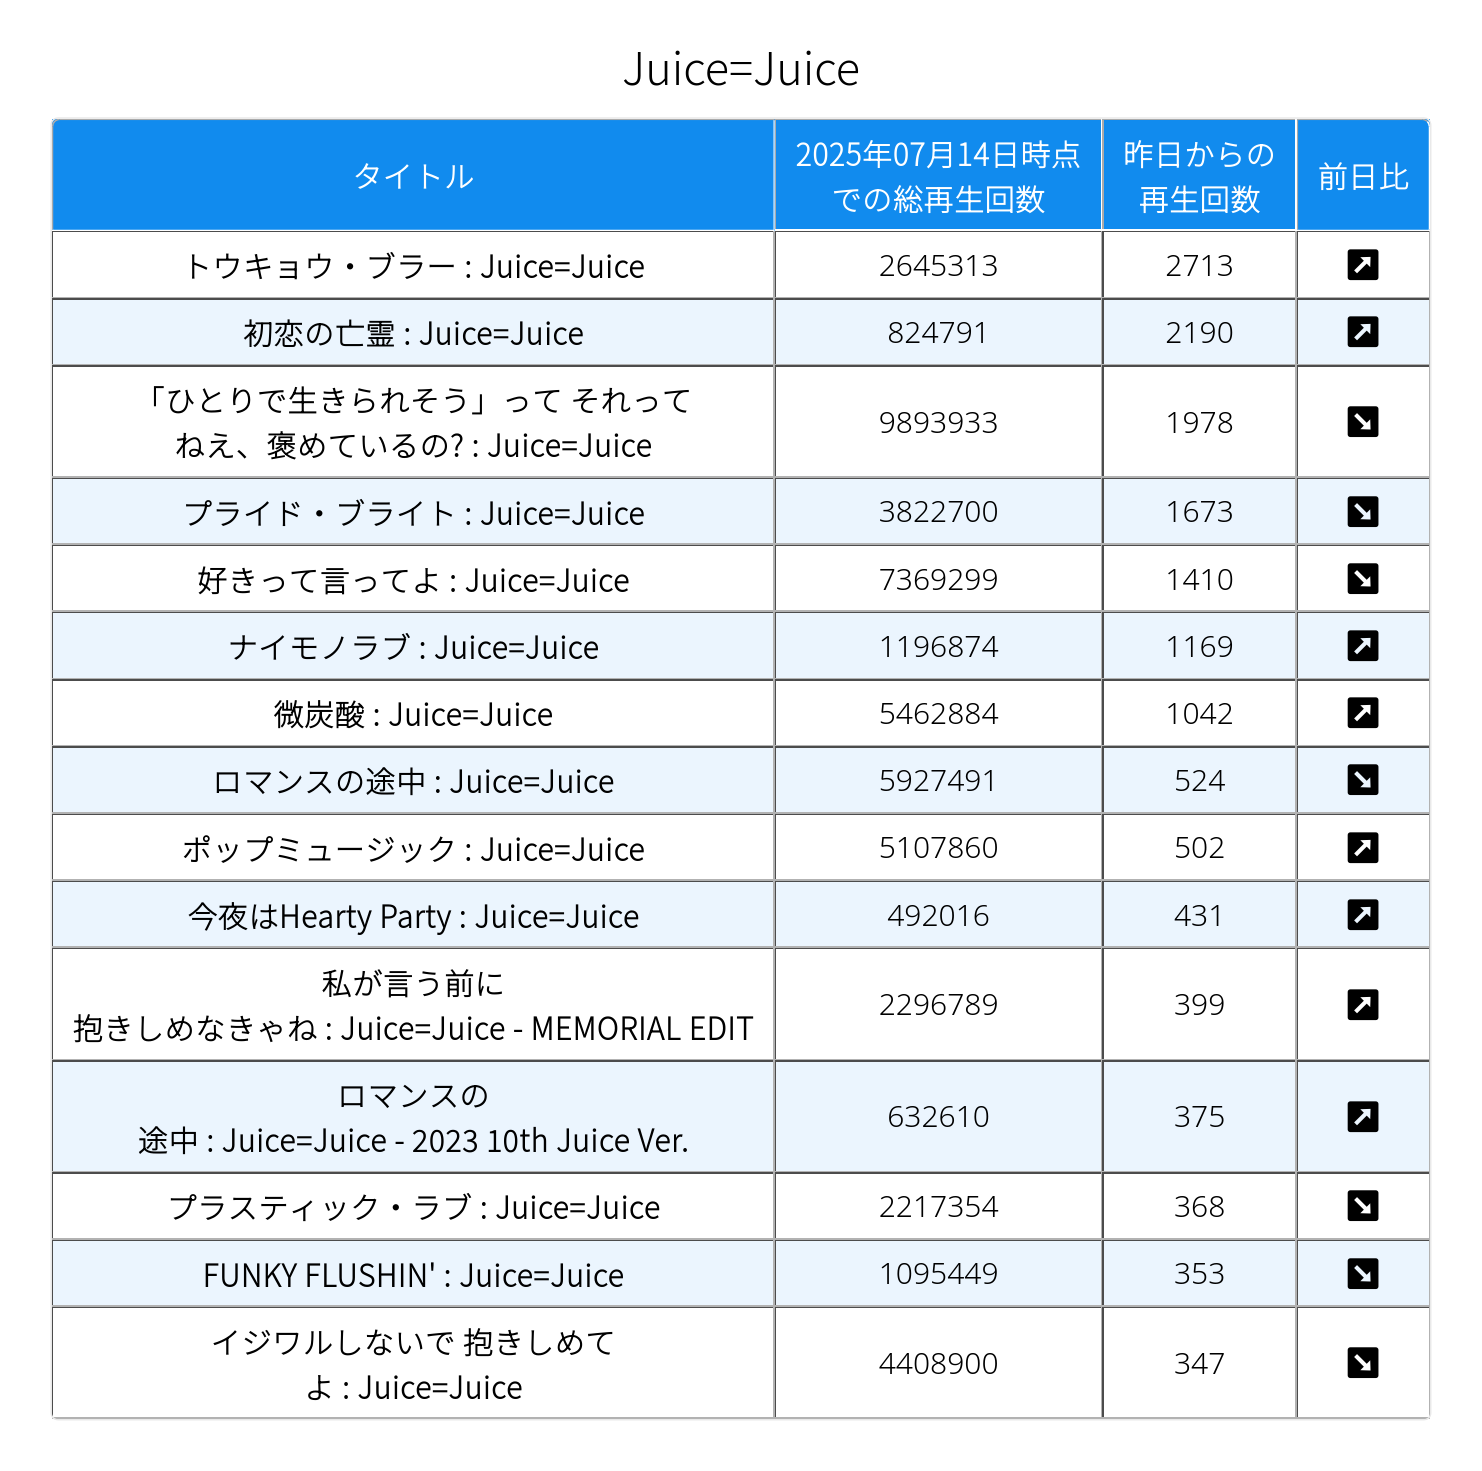 Juice=Juice
タイトル
2025年07月14日時点
での総再生回数
昨日からの
再生回数
前日比
トウキョウ・ブラー : Juice=Juice
2645313
2713
初恋の亡霊 : Juice=Juice
824791
2190
「ひとりで生きられそう」って それって
ねえ、褒めているの? : Juice=Juice
9893933
1978
プライド・ブライト : Juice=Juice
3822700
1673
好きって言ってよ : Juice=Juice
7369299
1410
ナイモノラブ : Juice=Juice
1196874
1169
微炭酸 : Juice=Juice
5462884
1042
ロマンスの途中 : Juice=Juice
5927491
524
ポップミュージック : Juice=Juice
5107860
502
今夜はHearty Party : Juice=Juice
492016
431
私が言う前に
抱きしめなきゃね : Juice=Juice - MEMORIAL EDIT
2296789
399
ロマンスの
途中 : Juice=Juice - 2023 10th Juice Ver.
632610
375
プラスティック・ラブ : Juice=Juice
2217354
368
FUNKY FLUSHIN' : Juice=Juice
1095449
353
イジワルしないで 抱きしめて
よ : Juice=Juice
4408900
347